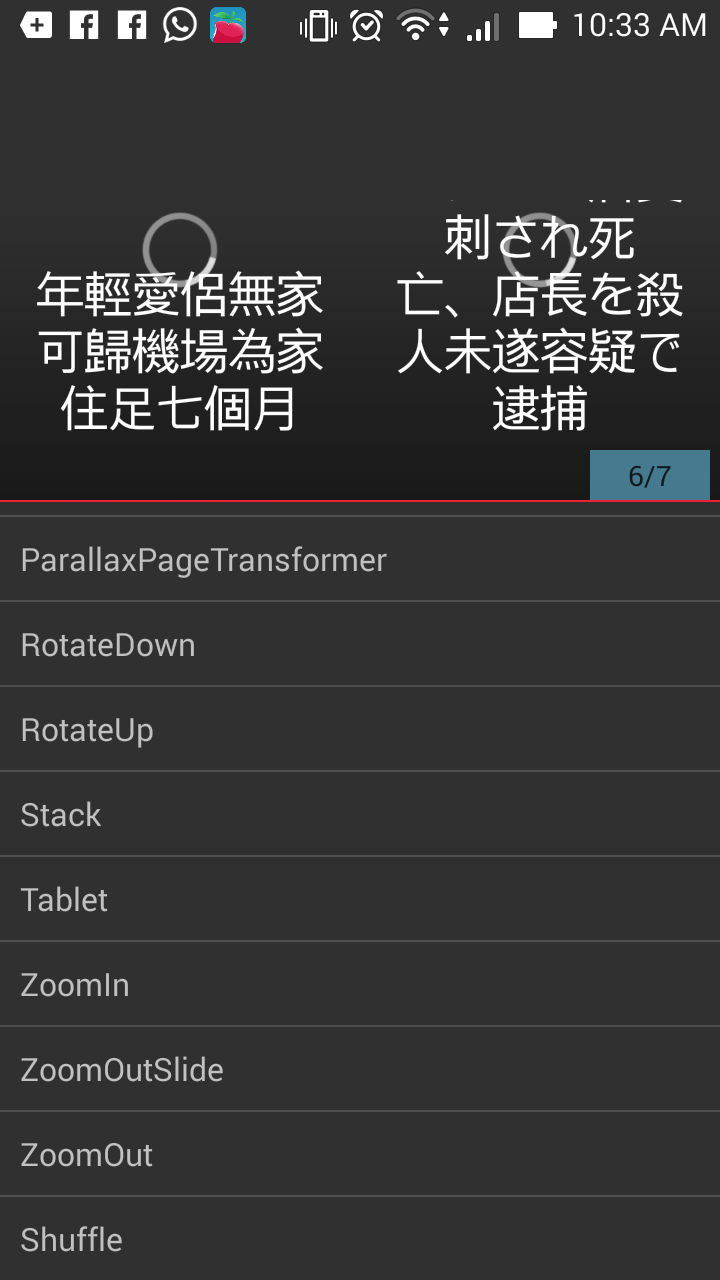 10:33 AM
年輕愛侶無家
可歸機場為家
住足七個月
刺され死
亡、店長を殺
人未遂容疑で
逮捕
6/7
ParallaxPageTransformer
RotateDown
RotateUp
Stack
Tablet
ZoomIn
ZoomOutSlide
ZoomOut
Shuffle